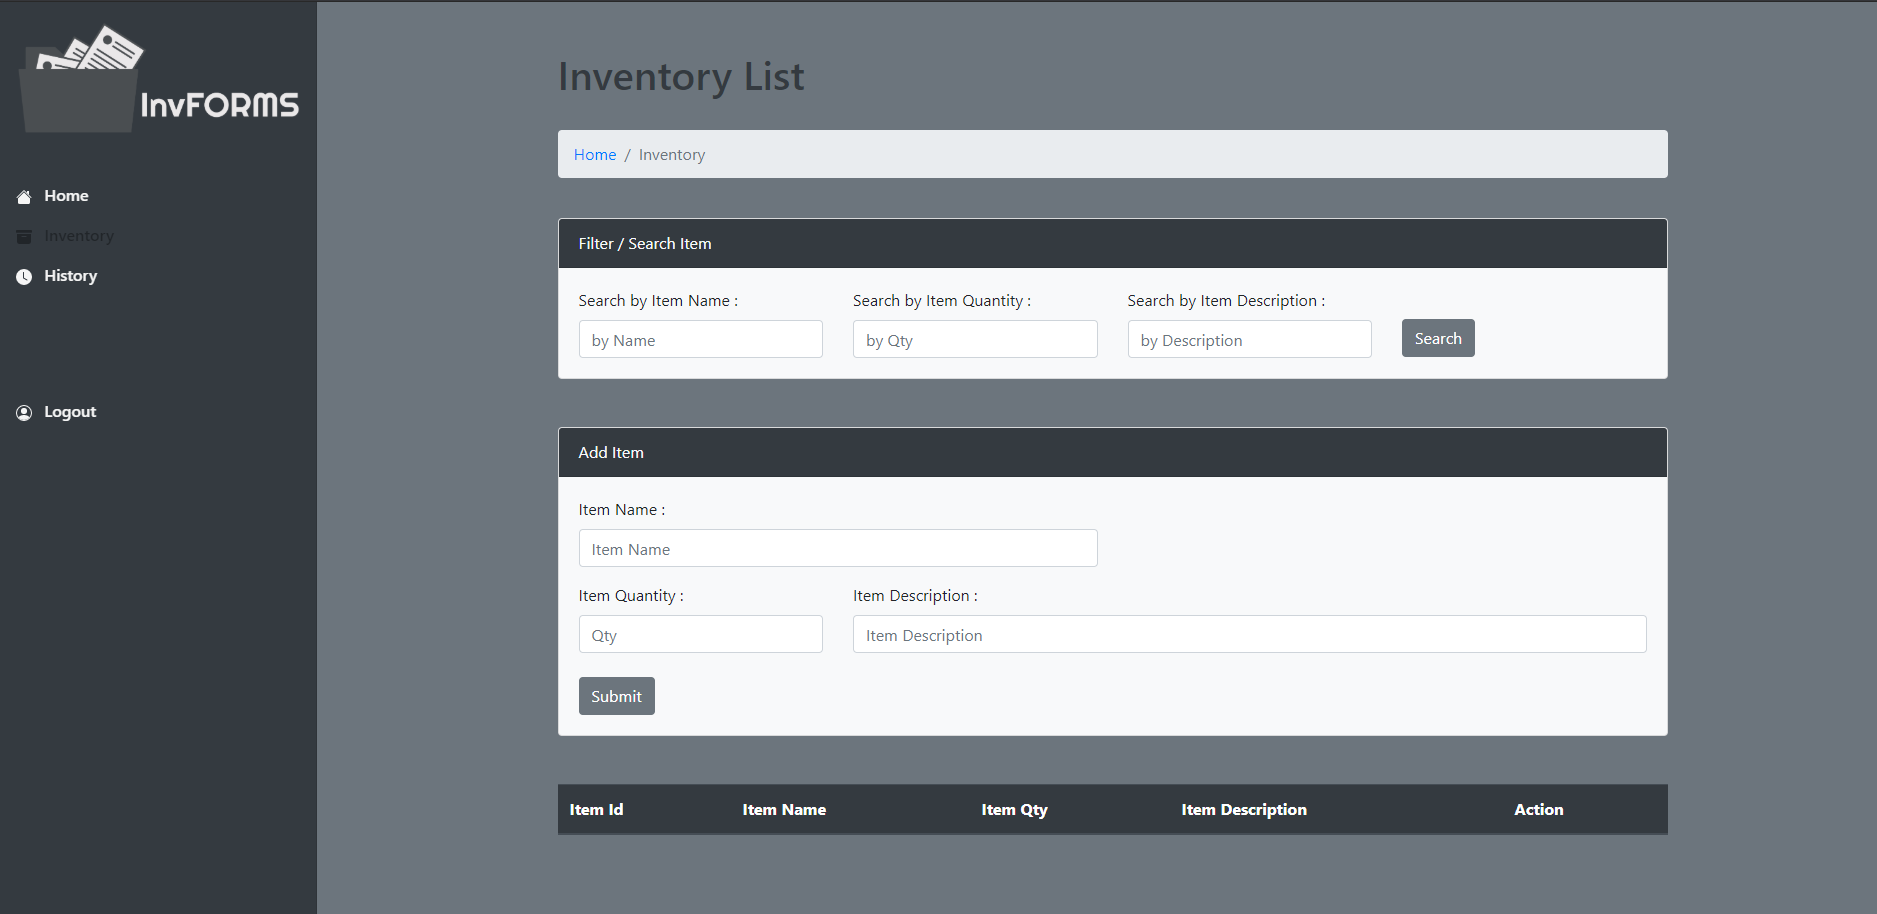 InvFORMS
Home
Inventory
History
Logout
Inventory List
Home / Inventory
Filter / Search Item
Search by Item Name : Search by Item Quantity : Search by Item Description :
by Name by Qty by Description Search
Add Item
Item Name :
Item Name
Item Quantity : Item Description :
Qty Item Description
Submit
Item Id Item Name Item Qty Item Description Action